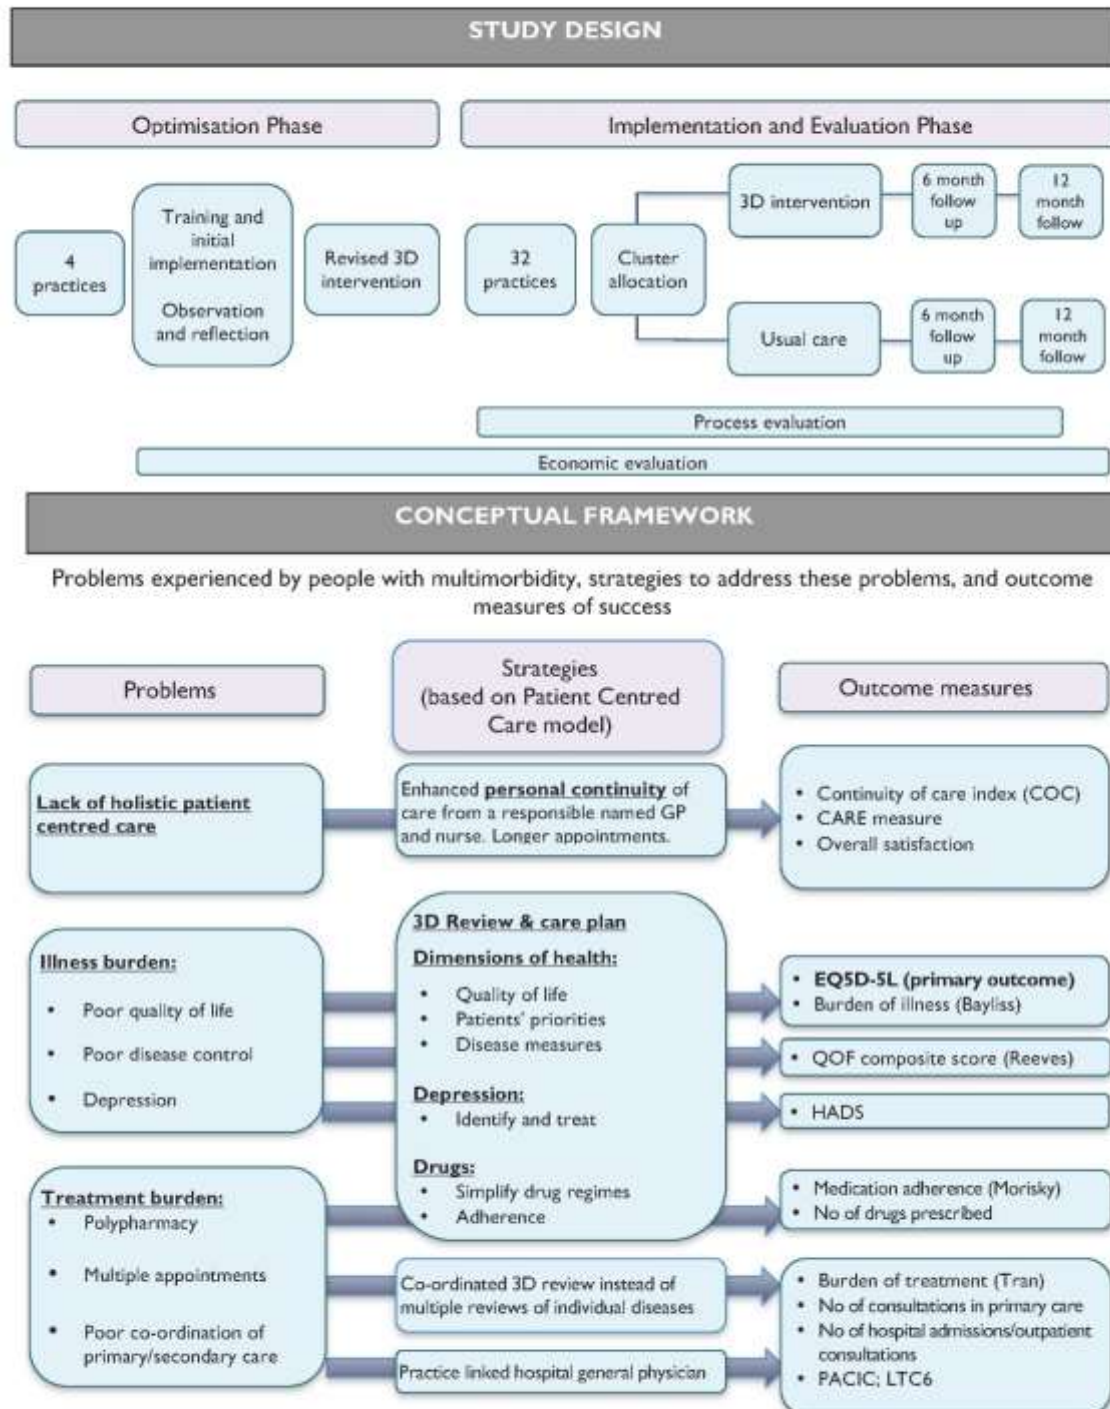 STUDY DESIGN
Optimisation Phase
Implementation and Evaluation Phase
4
practices
Training and
initial
implementation
Observation
and reflection
Revised 3D
intervention
32
practices
Cluster
allocation
3D intervention
6 month
follow
up
12
month
follow
Usual care
6 month
follow
up
12
month
follow
Process evaluation
Economic evaluation
CONCEPTUAL FRAMEWORK
Problems experienced by people with multimorbidity, strategies to address these problems, and outcome
measures of success
Problems
Strategies
(based on Patient Centred
Care model)
Outcome measures
Lack of holistic patient
centred care
Enhanced personal continuity of
care from a responsible named GP
and nurse. Longer appointments.
• Continuity of care index (COC)
• CARE measure
• Overall satisfaction
Illness burden:
• Poor quality of life
• Poor disease control
• Depression
3D Review & care plan
Dimensions of health:
• Quality of life
• Patients' priorities
• Disease measures
Depression:
• Identify and treat
Drugs:
• Simplify drug regimes
• Adherence
• EQ5D-5L (primary outcome)
• Burden of illness (Bayliss)
• QOF composite score (Reeves)
• HADS
Treatment burden:
• Polypharmacy
• Multiple appointments
• Poor co-ordination of
primary/secondary care
• Medication adherence (Morisky)
• No of drugs prescribed
Co-ordinated 3D review instead of
multiple reviews of individual diseases
Practice linked hospital general physician
• Burden of treatment (Tran)
• No of consultations in primary care
• No of hospital admissions/outpatient
consultations
• PACIC; LTC6